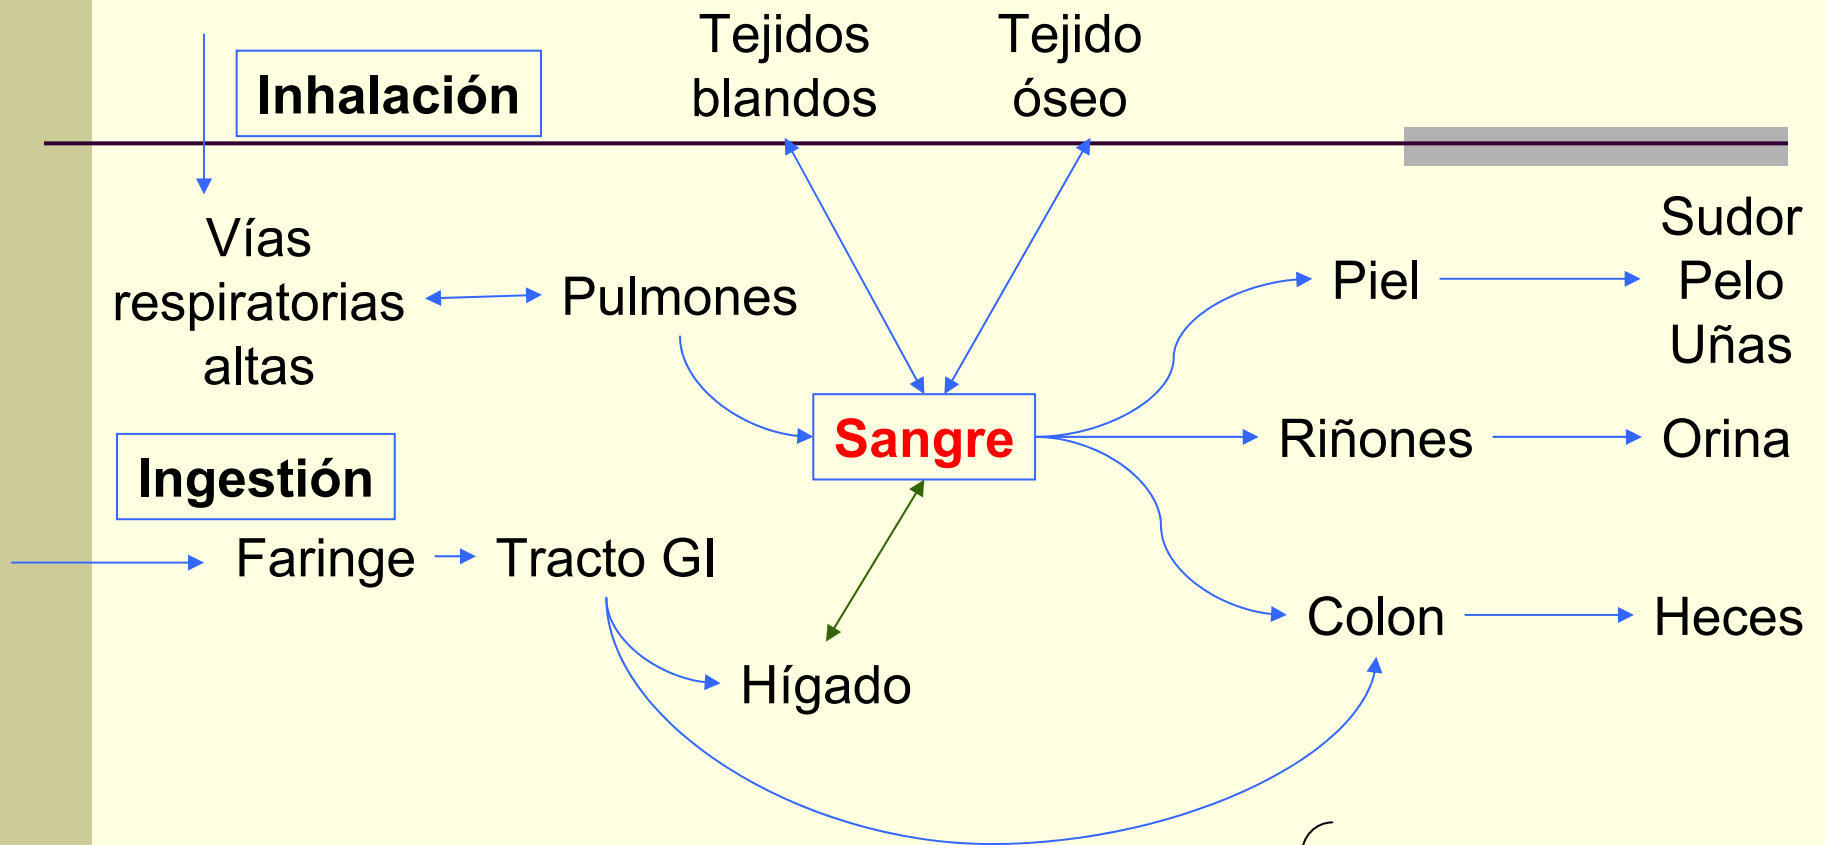 Tejidos
blandos
Tejido
óseo
Inhalación
Vías
respiratorias
altas
Pulmones
Piel
Sudor
Pelo
Uñas
Sangre
Riñones
Orina
Ingestión
Faringe
Tracto GI
Hígado
Colon
Heces